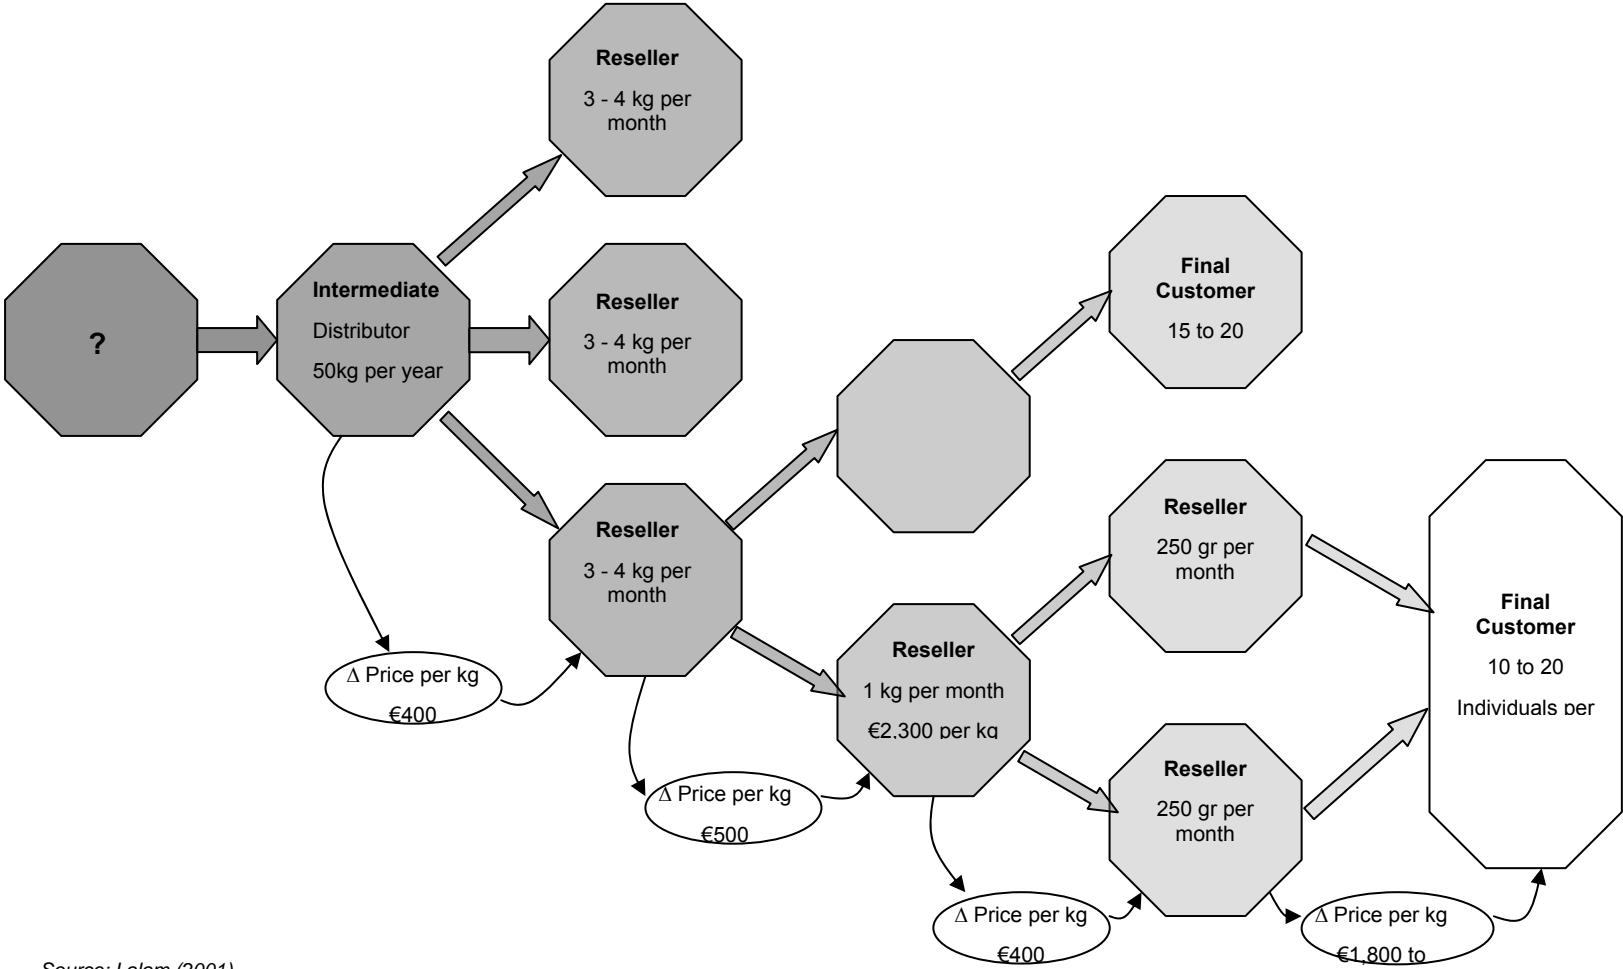 Reseller
3 - 4 kg per
month
Final
Customer
15 to 20
?
Intermediate
Distributor
50kg per year
Reseller
3 - 4 kg per
month
Reseller
3 - 4 kg per
month
Reseller
250 gr per
month
Final
Customer
10 to 20
Individuals per
Reseller
1 kg per month
€2,300 per kg
Δ Price per kg
€400
Δ Price per kg
€500
Reseller
250 gr per
month
Δ Price per kg
€400
Δ Price per kg
€1,800 to
Source: Lalam (2001)